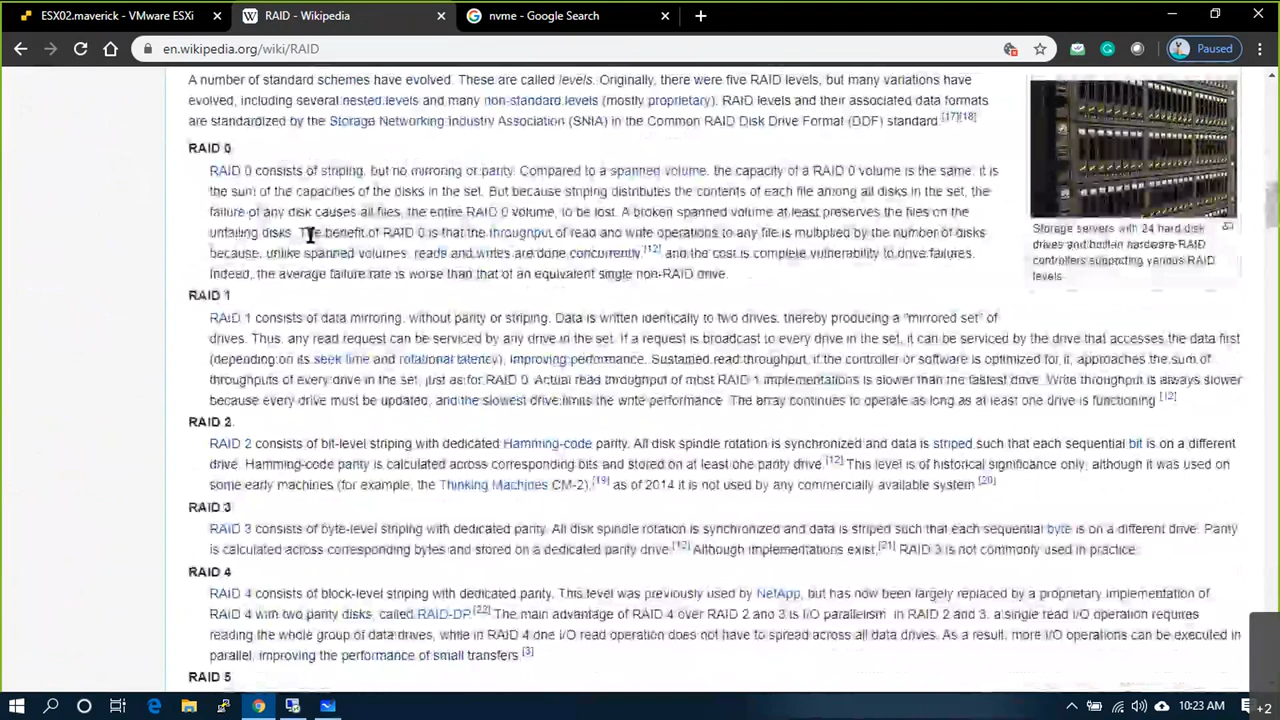 ESX02.maverick - VMware ESXi
RAID - Wikipedia
nvme - Google Search
en.wikipedia.org/wiki/RAID
Paused
A number of standard schemes have evolved. These are called levels. Originally, there were five RAID levels, but many variations have
evolved, including several nested levels and many non-standard levels (mostly proprietary). RAID levels and their associated data formats
are standardized by the Storage Networking Industry Association (SNIA) in the Common RAID Disk Drive Format (DDF) standard.[17][18]
RAID 0
RAID 0 consists of striping, but no mirroring or parity. Compared to a spanned volume, the capacity of a RAID 0 volume is the same; it is
the sum of the capacities of the disks in the set. But because striping distributes the contents of each file among all disks in the set, the
failure of any disk causes all files, the entire RAID 0 volume, to be lost. A broken spanned volume at least preserves the files on the
unfailing disks. The benefit of RAID 0 is that the throughput of read and write operations to any file is multiplied by the number of disks
because, unlike spanned volumes, reads and writes are done concurrently,[12] and the cost is complete vulnerability to drive failures.
Indeed, the average failure rate is worse than that of an equivalent single non-RAID drive.
Storage servers with 24 hard disk
drives and built-in hardware RAID
controllers supporting various RAID
levels
RAID 1
RAID 1 consists of data mirroring, without parity or striping. Data is written identically to two drives, thereby producing a "mirrored set" of
drives. Thus, any read request can be serviced by any drive in the set. If a request is broadcast to every drive in the set, it can be serviced by the drive that accesses the data first
(depending on its seek time and rotational latency), improving performance. Sustained read throughput, if the controller or software is optimized for it, approaches the sum of
throughputs of every drive in the set, just as for RAID 0. Actual read throughput of most RAID 1 implementations is slower than the fastest drive. Write throughput is always slower
because every drive must be updated, and the slowest drive limits the write performance. The array continues to operate as long as at least one drive is functioning.[12]
RAID 2
RAID 2 consists of bit-level striping with dedicated Hamming-code parity. All disk spindle rotation is synchronized and data is striped such that each sequential bit is on a different
drive. Hamming-code parity is calculated across corresponding bits and stored on at least one parity drive.[12] This level is of historical significance only; although it was used on
some early machines (for example, the Thinking Machines CM-2),[19] as of 2014 it is not used by any commercially available system.[20]
RAID 3
RAID 3 consists of byte-level striping with dedicated parity. All disk spindle rotation is synchronized and data is striped such that each sequential byte is on a different drive. Parity
is calculated across corresponding bytes and stored on a dedicated parity drive.[12] Although implementations exist,[21] RAID 3 is not commonly used in practice.
RAID 4
RAID 4 consists of block-level striping with dedicated parity. This level was previously used by NetApp, but has now been largely replaced by a proprietary implementation of
RAID 4 with two parity disks, called RAID-DP.[22] The main advantage of RAID 4 over RAID 2 and 3 is I/O parallelism: in RAID 2 and 3, a single read I/O operation requires
reading the whole group of data drives, while in RAID 4 one I/O read operation does not have to spread across all data drives. As a result, more I/O operations can be executed in
parallel, improving the performance of small transfers.[3]
RAID 5
10:23 AM
+2